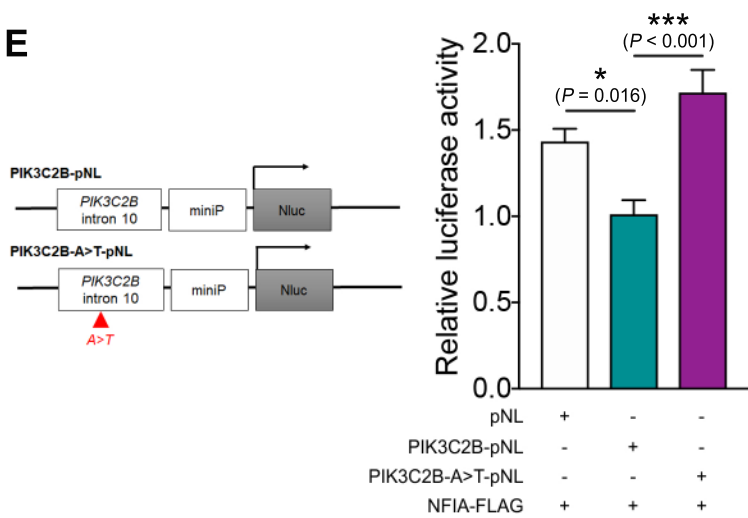 E
PIK3C2B-pNL
PIK3C2B
intron 10
miniP
Nluc
PIK3C2B-A>T-pNL
PIK3C2B
intron 10
miniP
Nluc
A>T
Relative luciferase activity
2.0
1.5
1.0
0.5
0.0
*
(P = 0.016)
***
(P < 0.001)
pNL + - -
PIK3C2B-pNL - + -
PIK3C2B-A>T-pNL - - +
NFIA-FLAG + + +